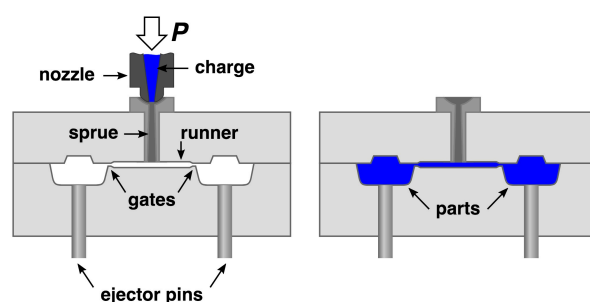 P
nozzle
charge
sprue
runner
gates
parts
ejector pins